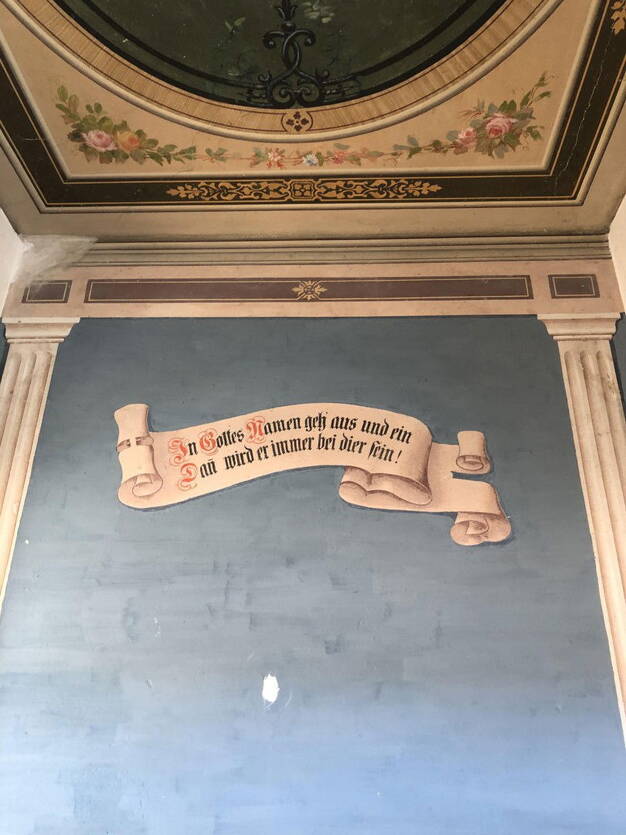 In Gottes Namen geh aus und ein
Dan̄ wird er immer bei dier sein!